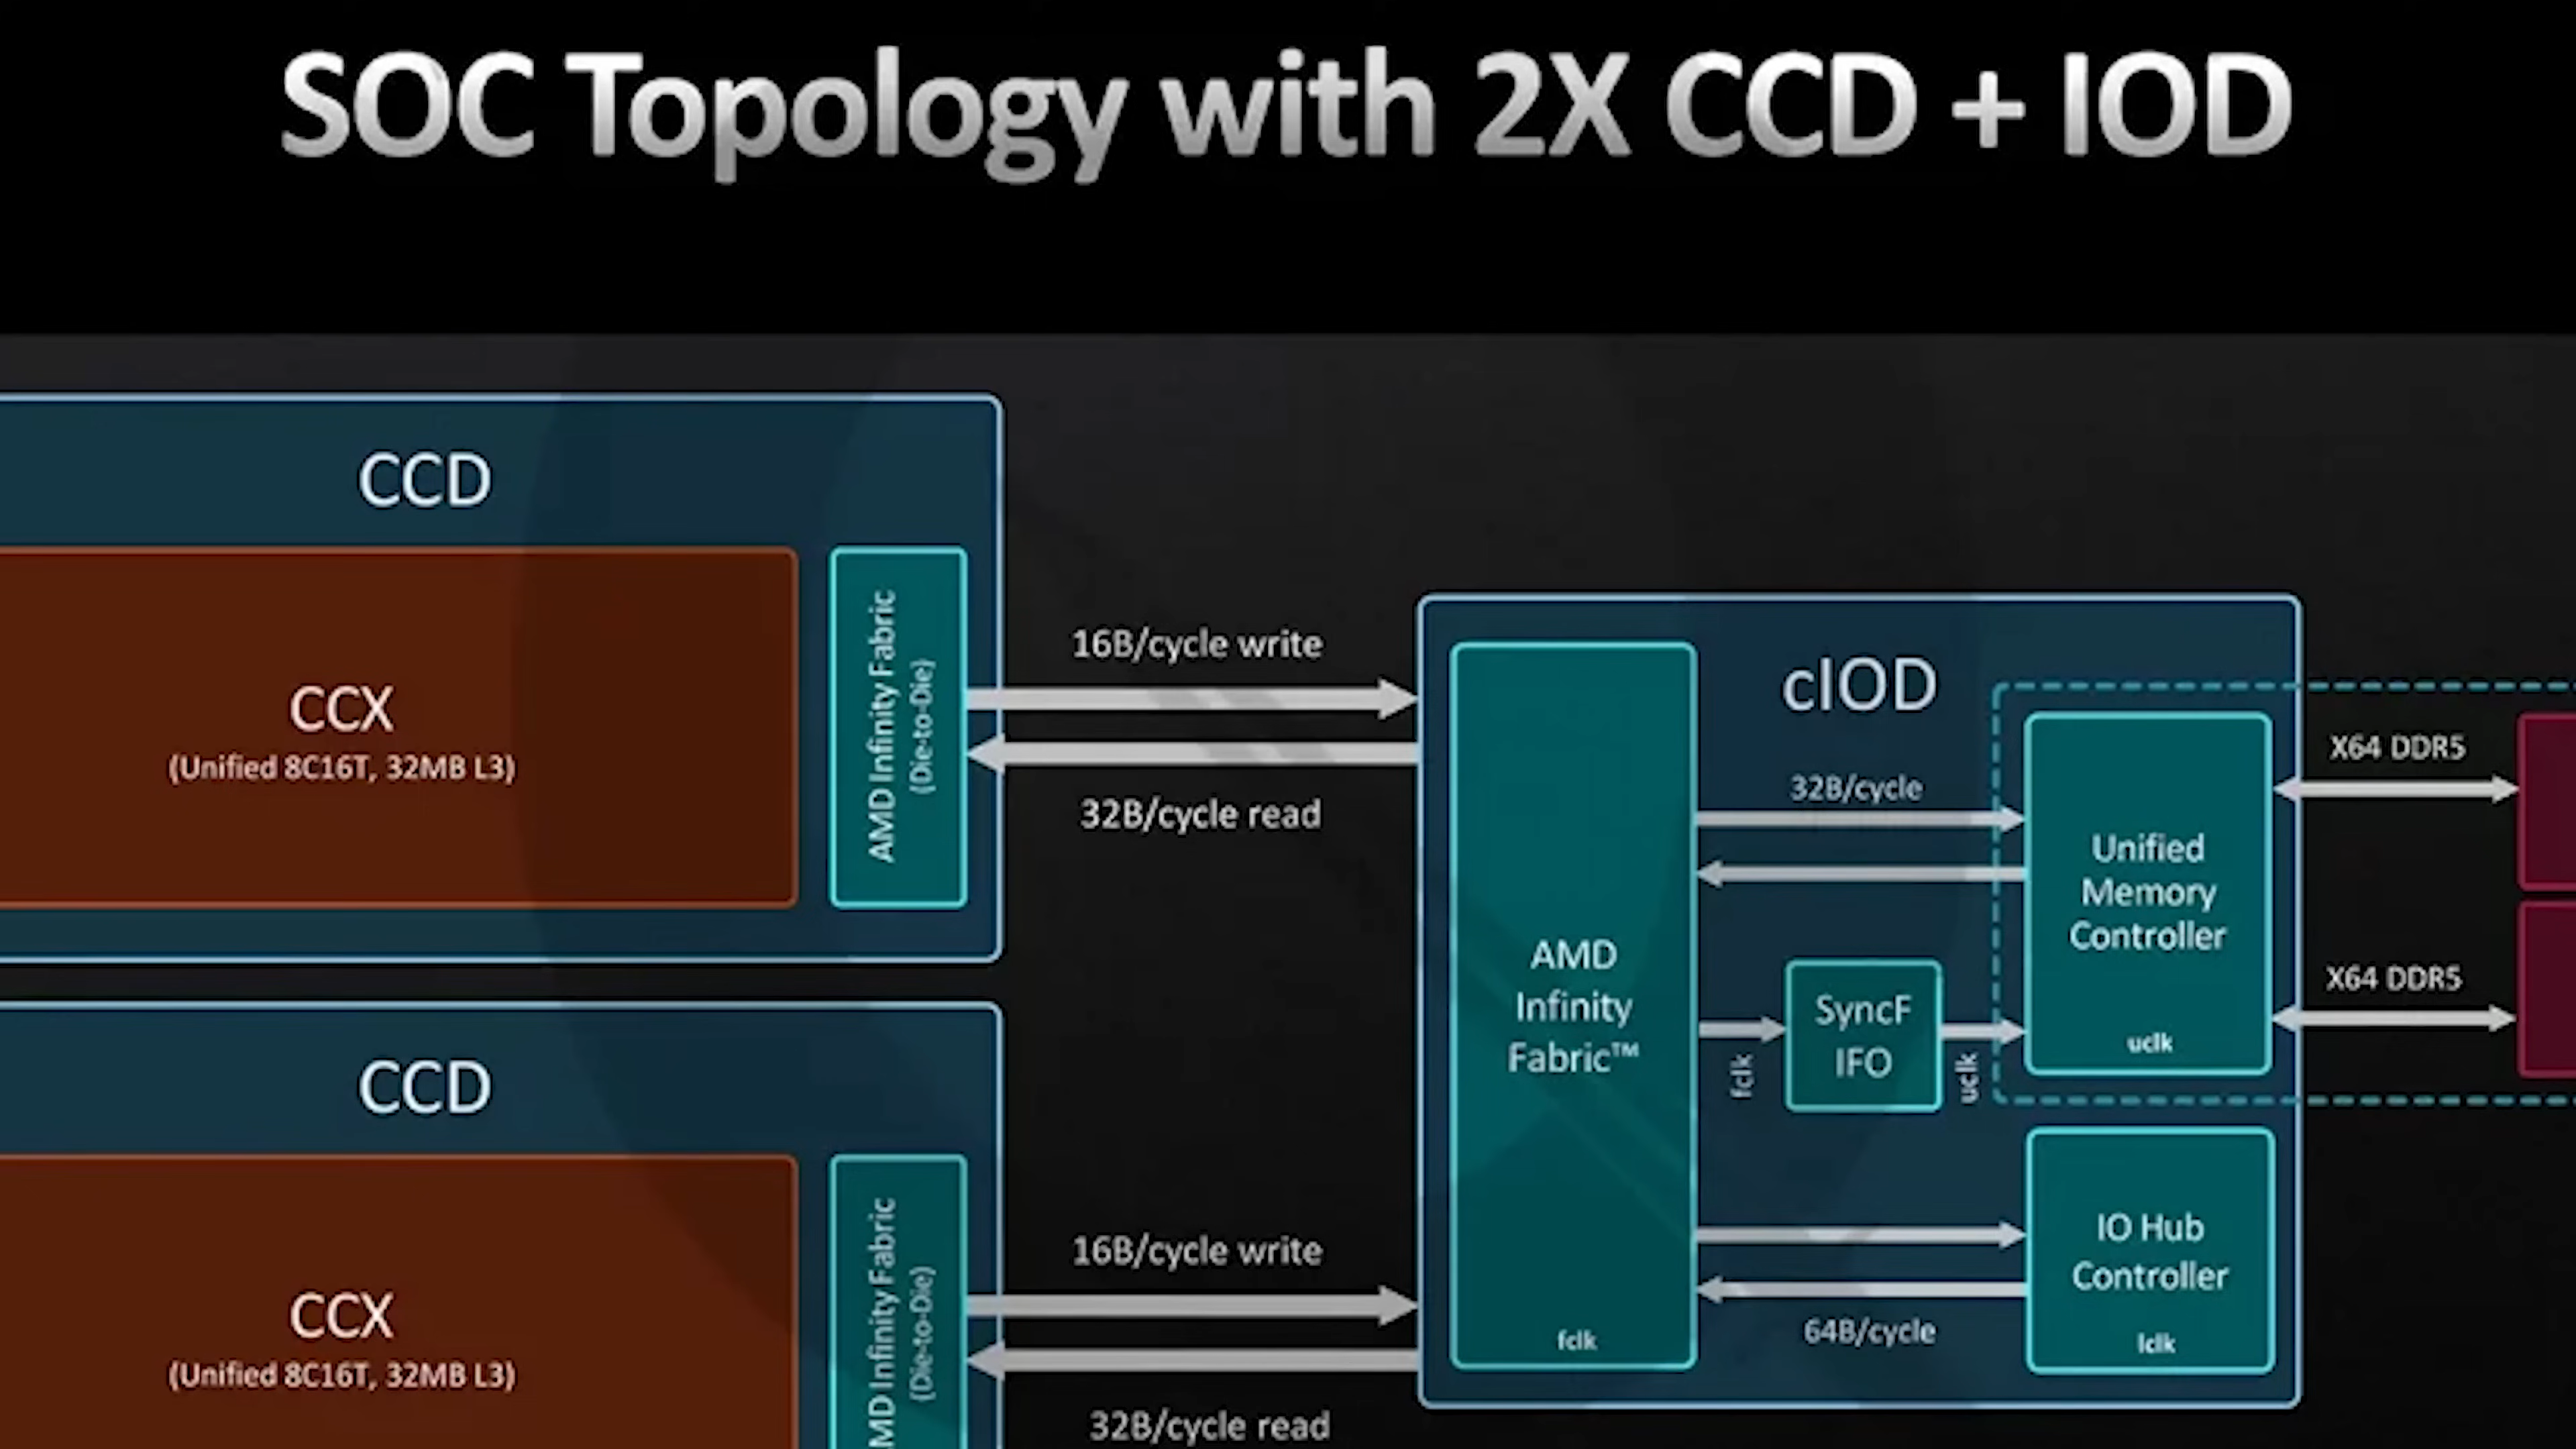 SOC Topology with 2X CCD + IOD
CCD
CCX
(Unified 8C16T, 32MB L3)
AMD Infinity Fabric
(Die-to-Die)
16B/cycle write
32B/cycle read
cIOD
AMD
Infinity
Fabric™
fclk
32B/cycle
SyncF
IFO
fclk
uclk
Unified
Memory
Controller
uclk
X64 DDR5
X64 DDR5
IO Hub
Controller
lclk
64B/cycle
CCD
CCX
(Unified 8C16T, 32MB L3)
MD Infinity Fabric
(Die-to-Die)
16B/cycle write
32B/cycle read